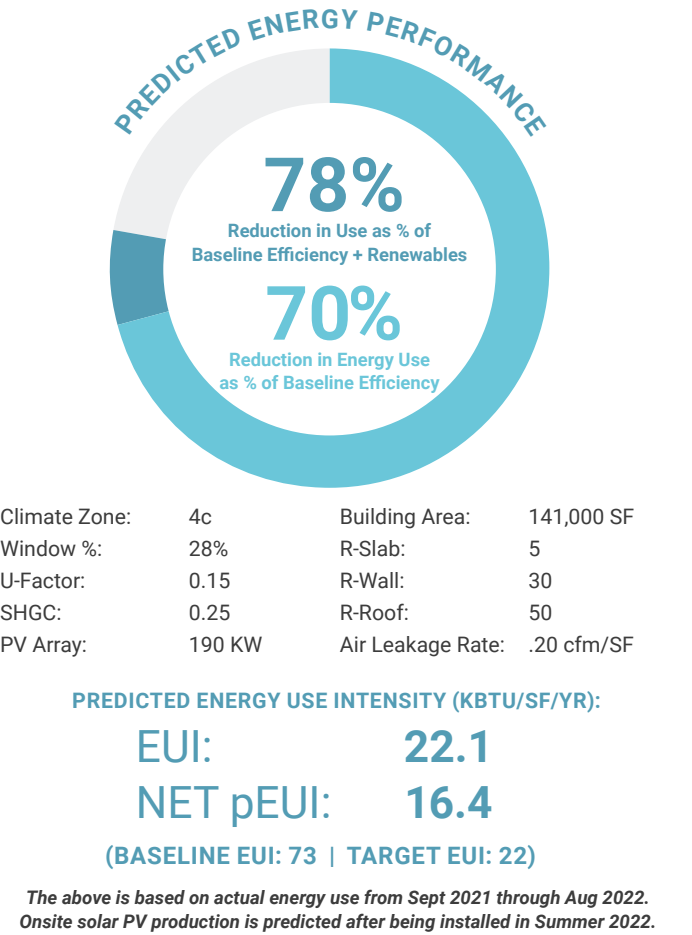 PREDICTED ENERGY PERFORMANCE
78%
Reduction in Use as % of
Baseline Efficiency + Renewables
70%
Reduction in Energy Use
as % of Baseline Efficiency
Climate Zone: 4c Building Area: 141,000 SF
Window %: 28% R-Slab: 5
U-Factor: 0.15 R-Wall: 30
SHGC: 0.25 R-Roof: 50
PV Array: 190 KW Air Leakage Rate: .20 cfm/SF
PREDICTED ENERGY USE INTENSITY (KBTU/SF/YR):
EUI: 22.1
NET pEUI: 16.4
(BASELINE EUI: 73 | TARGET EUI: 22)
The above is based on actual energy use from Sept 2021 through Aug 2022.
Onsite solar PV production is predicted after being installed in Summer 2022.